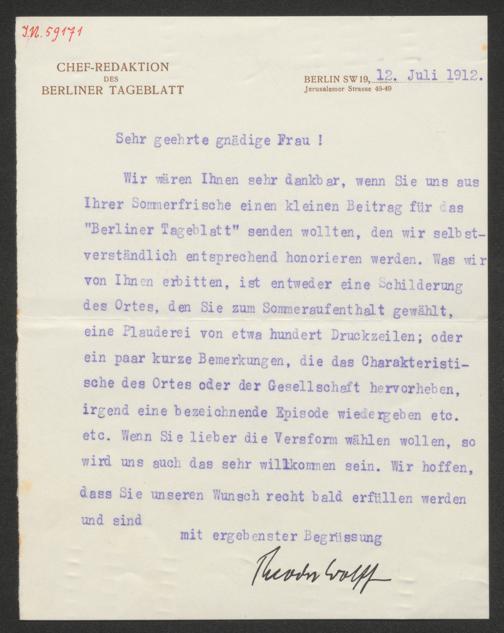 J.N. 59171
CHEF-REDAKTION
DES
BERLINER TAGEBLATT
BERLIN SW 19, 12. Juli 1912.
Jerusalemer Strasse 46-49
Sehr geehrte gnädige Frau !
Wir wären Ihnen sehr dankbar, wenn Sie uns aus
Ihrer Sommerfrische einen kleinen Beitrag für das
"Berliner Tageblatt" senden wollten, den wir selbst-
verständlich entsprechend honorieren werden. Was wir
von Ihnen erbitten, ist entweder eine Schilderung
des Ortes, den Sie zum Sommeraufenthalt gewählt,
eine Plauderei von etwa hundert Druckzeilen; oder
ein paar kurze Bemerkungen, die das Charakteristi-
sche des Ortes oder der Gesellschaft hervorheben,
irgend eine bezeichnende Episode wiedergeben etc.
etc. Wenn Sie lieber die Versform wählen wollen, so
wird uns auch das sehr willkommen sein. Wir hoffen,
dass Sie unseren Wunsch recht bald erfüllen werden
und sind
mit ergebenster Begrüssung
Theodor Wolff